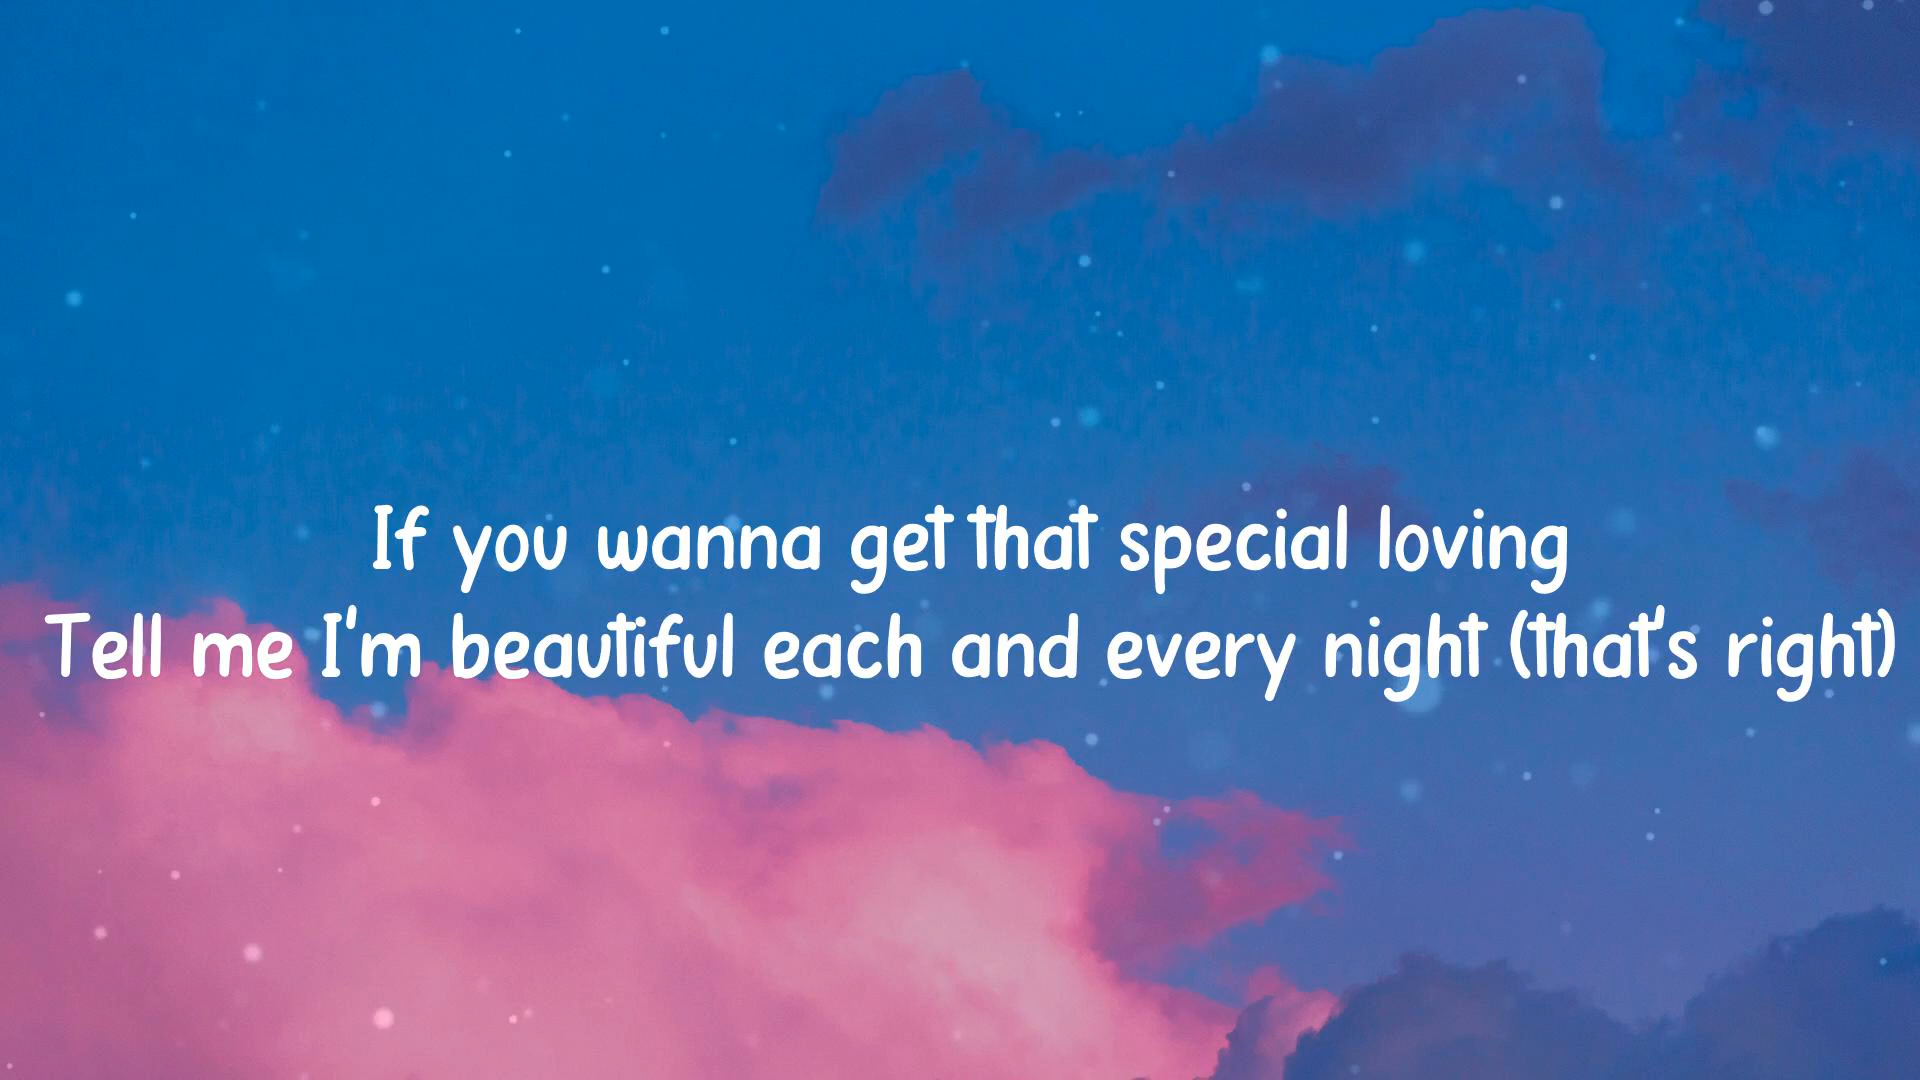 If you wanna get that special loving
Tell me I'm beautiful each and every night (that's right)